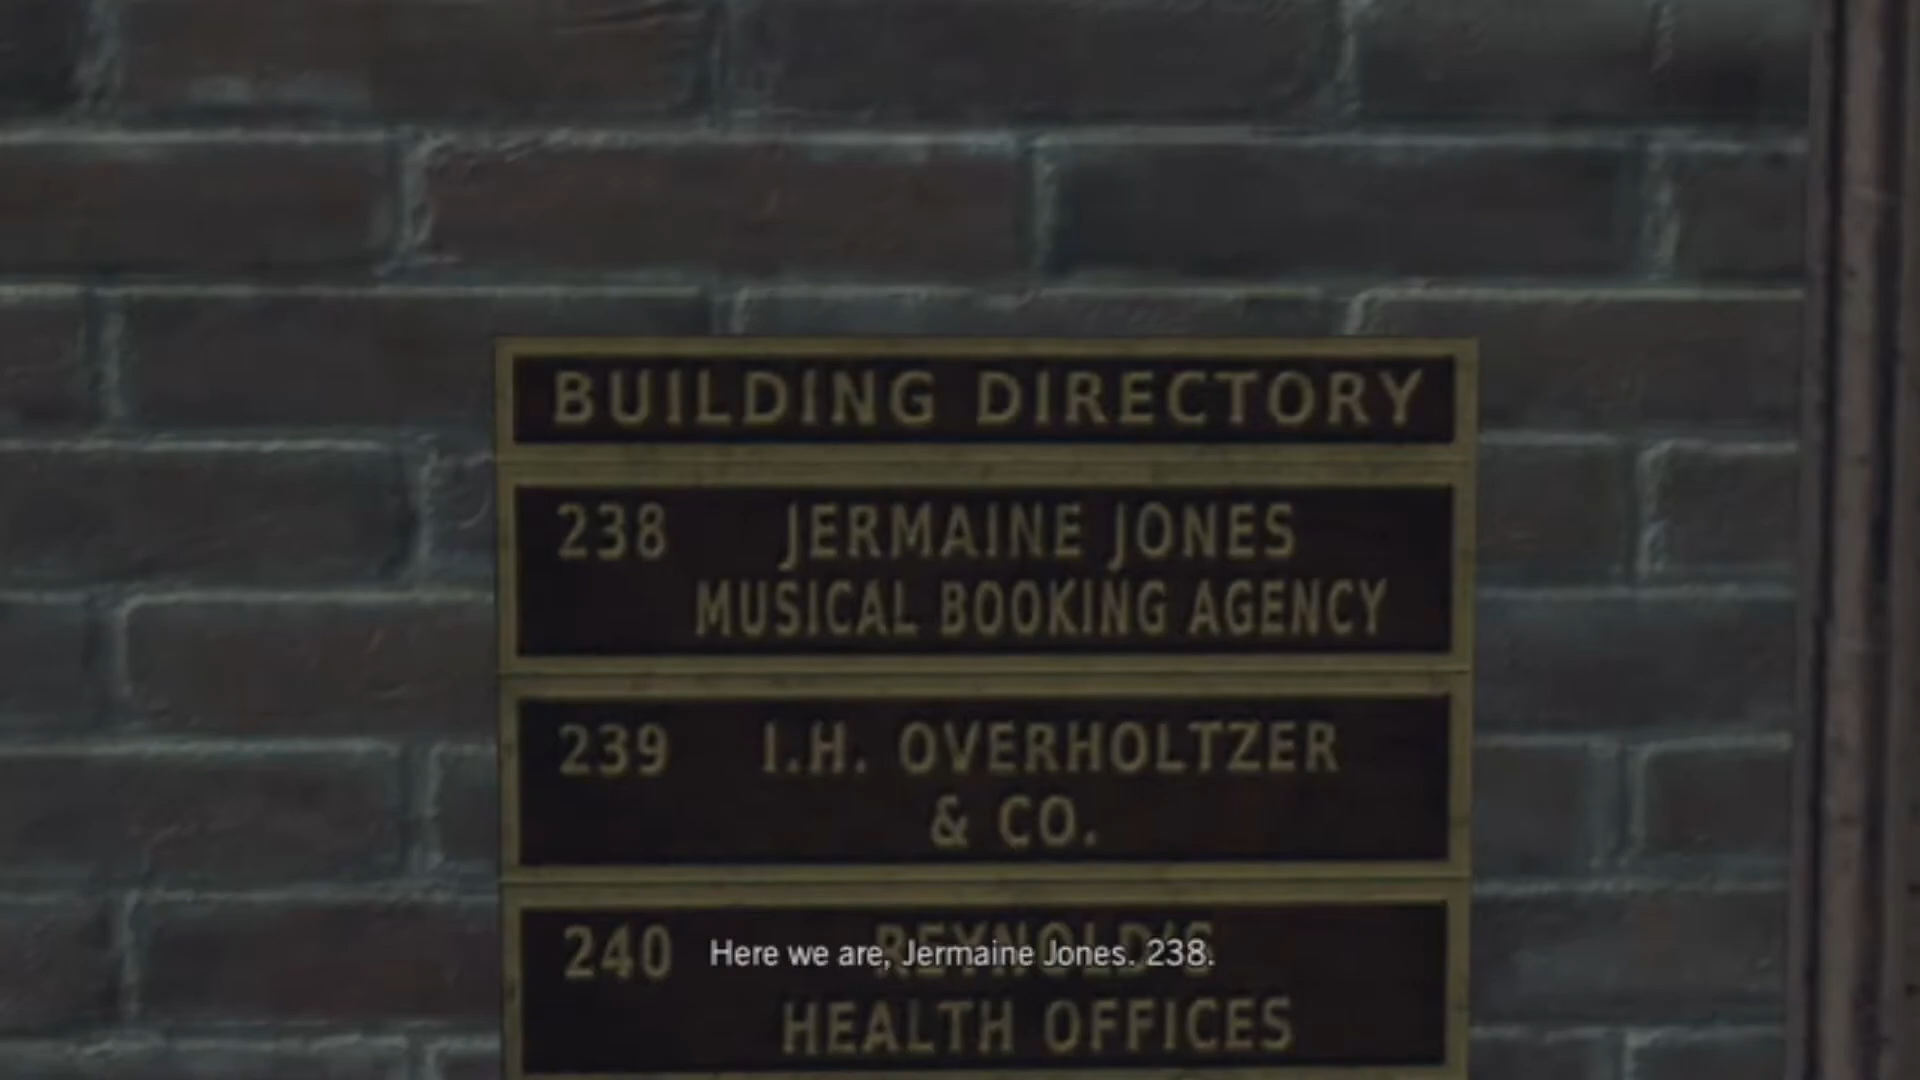 BUILDING DIRECTORY
238 JERMAINE JONES
MUSICAL BOOKING AGENCY
239 I.H. OVERHOLTZER
& CO.
240 REYNOLD'S
Here we are, Jermaine Jones. 238.
HEALTH OFFICES